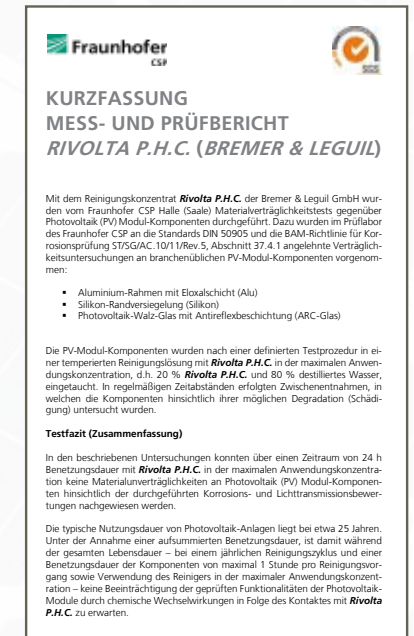 Fraunhofer
CSP
KURZFASSUNG
MESS- UND PRÜFBERICHT
RIVOLTA P.H.C. (BREMER & LEGUIL)
Mit dem Reinigungskonzentrat Rivolta P.H.C. der Bremer & Leguil GmbH wur-
den vom Fraunhofer CSP Halle (Saale) Materialverträglichkeitstests gegenüber
Photovoltaik (PV) Modul-Komponenten durchgeführt. Dazu wurden im Prüflabor
des Fraunhofer CSP an die Standards DIN 50905 und die BAM-Richtlinie für Kor-
rosionsprüfung ST/SG/AC.10/11/Rev.5, Abschnitt 37.4.1 angelehnte Verträglich-
keitsuntersuchungen an branchenüblichen PV-Modul-Komponenten vorgenom-
men:
▪ Aluminium-Rahmen mit Eloxalschicht (Alu)
▪ Silikon-Randversiegelung (Silikon)
▪ Photovoltaik-Walz-Glas mit Antireflexbeschichtung (ARC-Glas)
Die PV-Modul-Komponenten wurden nach einer definierten Testprozedur in ei-
ner temperierten Reinigungslösung mit Rivolta P.H.C. in der maximalen Anwen-
dungskonzentration, d.h. 20 % Rivolta P.H.C. und 80 % destilliertes Wasser,
eingetaucht. In regelmäßigen Zeitabständen erfolgten Zwischenentnahmen, in
welchen die Komponenten hinsichtlich ihrer möglichen Degradation (Schädi-
gung) untersucht wurden.
Testfazit (Zusammenfassung)
In den beschriebenen Untersuchungen konnten über einen Zeitraum von 24 h
Benetzungsdauer mit Rivolta P.H.C. in der maximalen Anwendungskonzentra-
tion keine Materialunverträglichkeiten an Photovoltaik (PV) Modul-Komponen-
ten hinsichtlich der durchgeführten Korrosions- und Lichttransmissionsbewer-
tungen nachgewiesen werden.
Die typische Nutzungsdauer von Photovoltaik-Anlagen liegt bei etwa 25 Jahren.
Unter der Annahme einer aufsummierten Benetzungsdauer, ist damit während
der gesamten Lebensdauer – bei einem jährlichen Reinigungszyklus und einer
Benetzungsdauer der Komponenten von maximal 1 Stunde pro Reinigungsvor-
gang sowie Verwendung des Reinigers in der maximaler Anwendungskonzent-
ration – keine Beeinträchtigung der geprüften Funktionalitäten der Photovoltaik-
Module durch chemische Wechselwirkungen in Folge des Kontaktes mit Rivolta
P.H.C. zu erwarten.